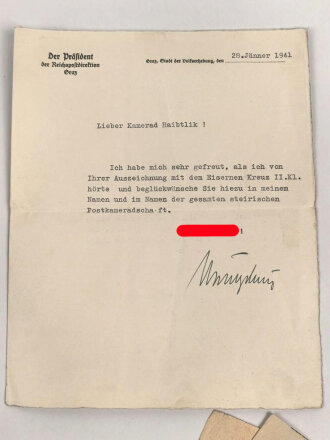 Der Präsident
der Reichspostdirektion
Graz
Graz, Stadt der Volkserhebung, den 28.Jänner 1941
Lieber Kamerad Haibtlik !
Ich habe mich sehr gefreut, als ich von
Ihrer Auszeichnung mit dem Eisernen Kreuz II.Kl.
hörte und beglückwünsche Sie hiezu in meinem
Namen und im Namen der gesamten steirischen
Postkameradschaft.
!